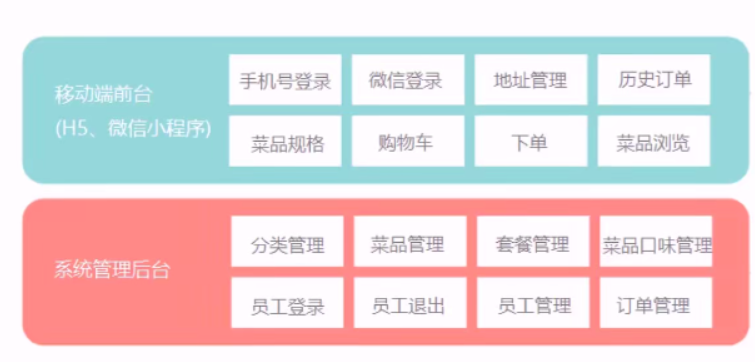 移动端前台
(H5、微信小程序)
手机号登录 微信登录 地址管理 历史订单
菜品规格 购物车 下单 菜品浏览
系统管理后台
分类管理 菜品管理 套餐管理 菜品口味管理
员工登录 员工退出 员工管理 订单管理